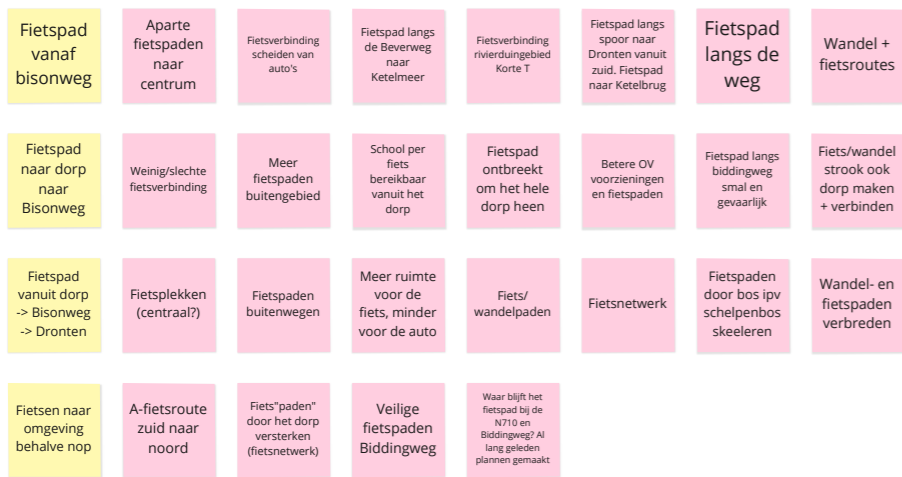 Fietspad
vanaf
bisonweg
Aparte
fietspaden
naar
centrum
Fietsverbinding
scheiden van
auto's
Fietspad langs
de Beverweg
naar
Ketelmeer
Fietsverbinding
rivierduingebied
Korte T
Fietspad langs
spoor naar
Dronten vanuit
zuid. Fietspad
naar Ketelbrug
Fietspad
langs de
weg
Wandel +
fietsroutes
Fietspad
naar dorp
naar
Bisonweg
Weinig/slechte
fietsverbinding
Meer
fietspaden
buitengebied
School per
fiets
bereikbaar
vanuit het
dorp
Fietspad
ontbreekt
om het hele
dorp heen
Betere OV
voorzieningen
en fietspaden
Fietspad langs
biddingweg
smal en
gevaarlijk
Fiets/wandel
strook ook
dorp maken
+ verbinden
Fietspad
vanuit dorp
-> Bisonweg
-> Dronten
Fietsplekken
(centraal?)
Fietspaden
buitenwegen
Meer ruimte
voor de
fiets, minder
voor de auto
Fiets/
wandelpaden
Fietsnetwerk
Fietspaden
door bos ipv
schelpenbos
skeeleren
Wandel- en
fietspaden
verbreden
Fietsen naar
omgeving
behalve nop
A-fietsroute
zuid naar
noord
Fiets"paden"
door het dorp
versterken
(fietsnetwerk)
Veilige
fietspaden
Biddingweg
Waar blijft het
fietspad bij de
N710 en
Biddingweg? Al
lang geleden
plannen gemaakt